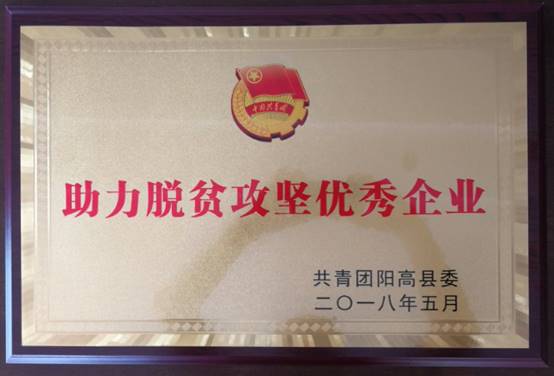 中国共青团
助力脱贫攻坚优秀企业
共青团阳高县委
二〇一八年五月